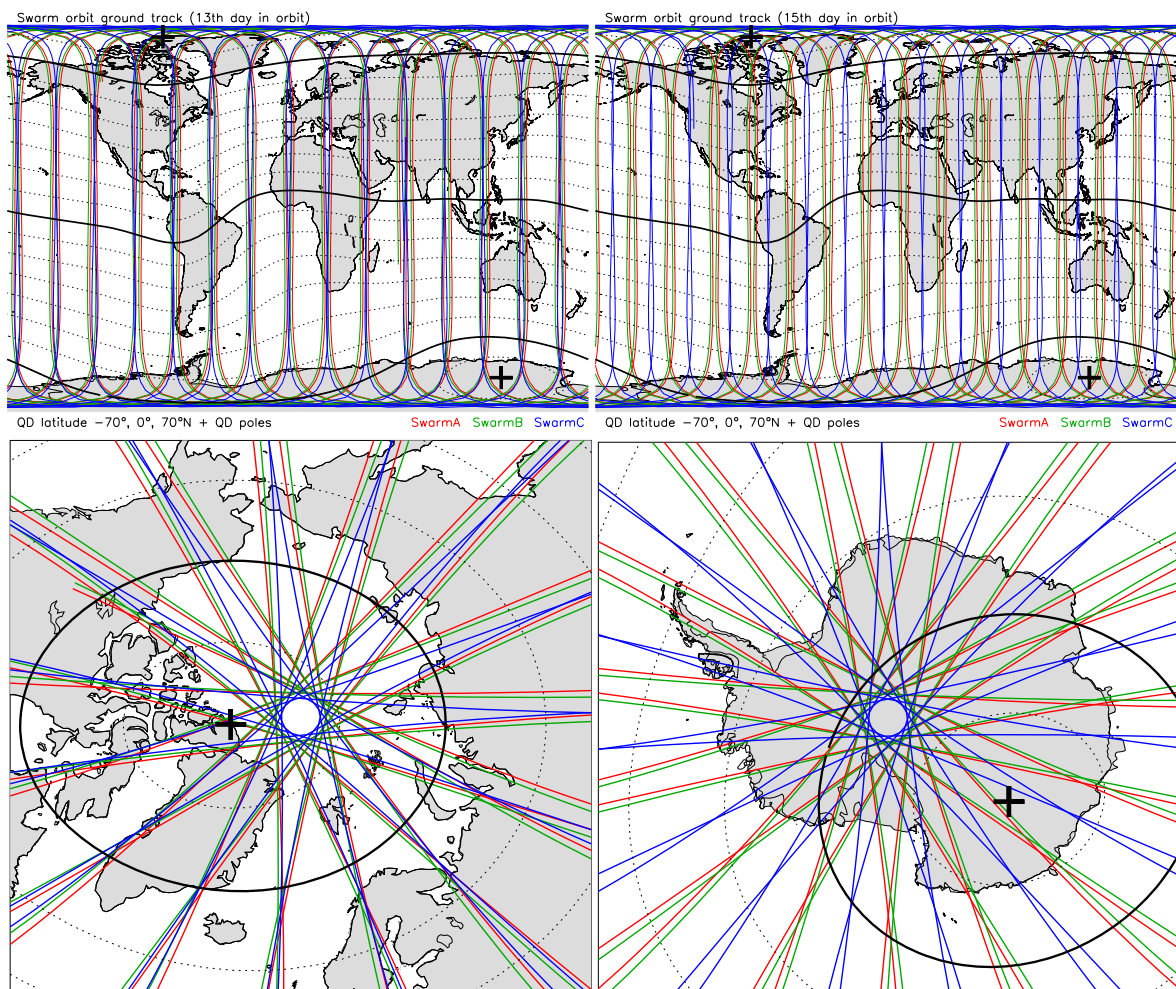 Swarm orbit ground track (13th day in orbit)
Swarm orbit ground track (15th day in orbit)
QD latitude −70°, 0°, 70°N + QD poles SwarmA SwarmB SwarmC
QD latitude −70°, 0°, 70°N + QD poles SwarmA SwarmB SwarmC